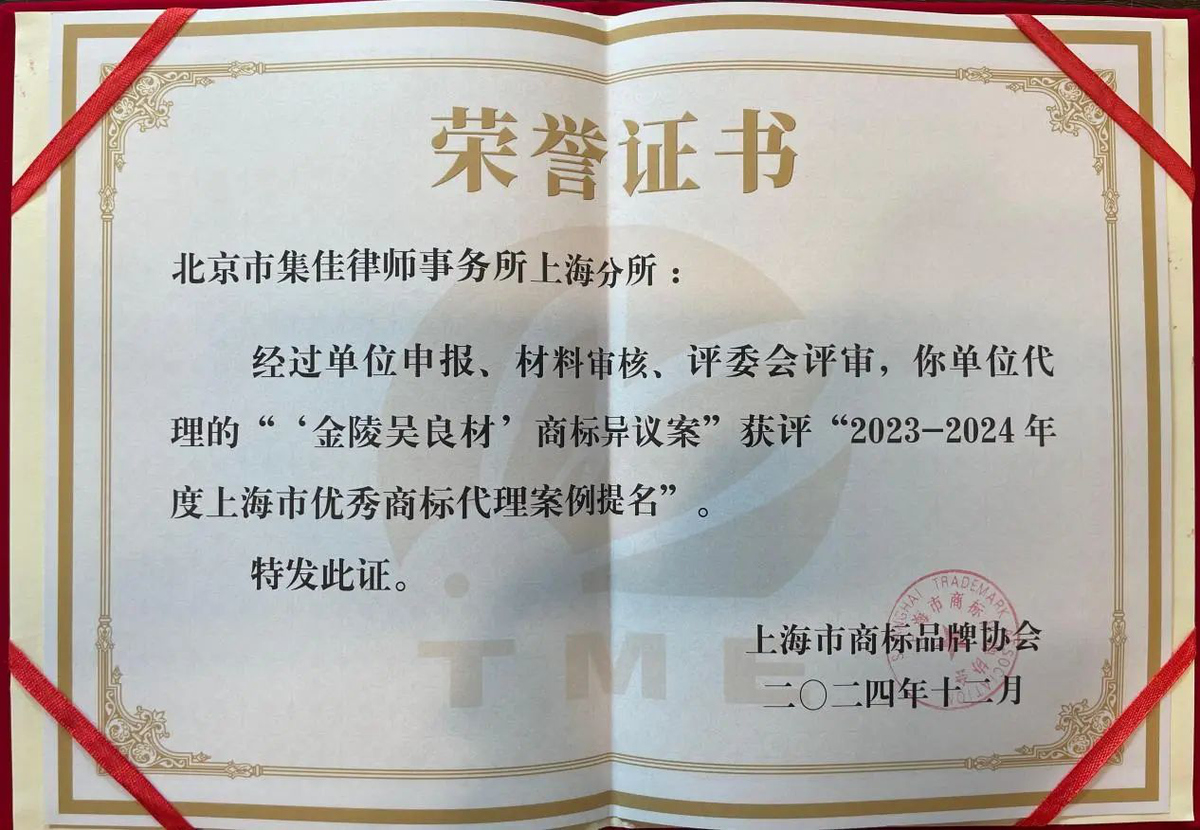 荣誉证书
北京市集佳律师事务所上海分所：
经过单位申报、材料审核、评委会评审，你单位代
理的“‘金陵吴良材’商标异议案”获评“2023-2024年
度上海市优秀商标代理案例提名”。
特发此证。
上海市商标品牌协会
二〇二四年十二月
TME